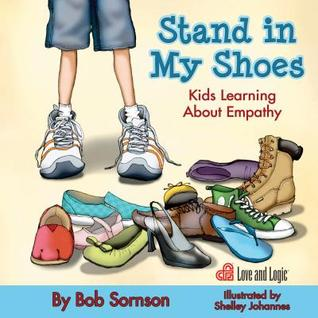 Stand in
My Shoes
Kids Learning
About Empathy
Love and Logic®
By Bob Sornson
Illustrated by
Shelley Johannes